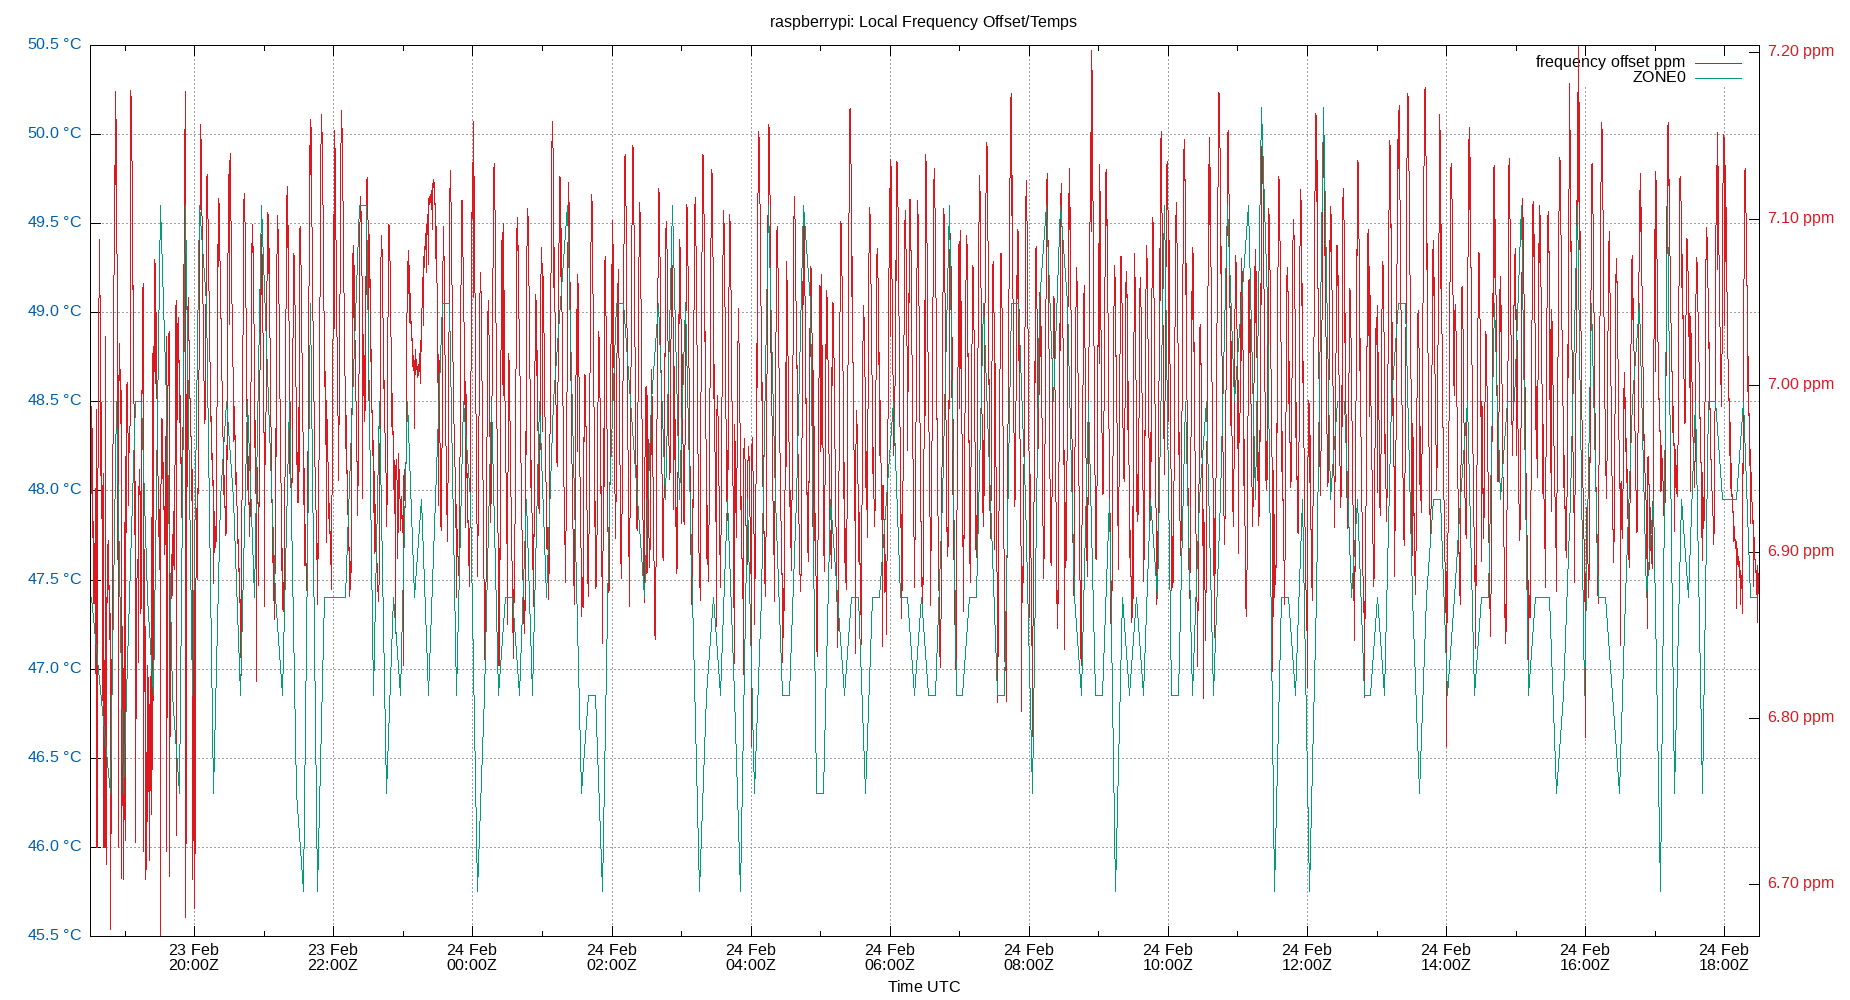 raspberrypi: Local Frequency Offset/Temps
50.5 °C
50.0 °C
49.5 °C
49.0 °C
48.5 °C
48.0 °C
47.5 °C
47.0 °C
46.5 °C
46.0 °C
45.5 °C
frequency offset ppm
ZONE0
7.20 ppm
7.10 ppm
7.00 ppm
6.90 ppm
6.80 ppm
6.70 ppm
23 Feb
20:00Z
23 Feb
22:00Z
24 Feb
00:00Z
24 Feb
02:00Z
24 Feb
04:00Z
24 Feb
06:00Z
24 Feb
08:00Z
24 Feb
10:00Z
24 Feb
12:00Z
24 Feb
14:00Z
24 Feb
16:00Z
24 Feb
18:00Z
Time UTC